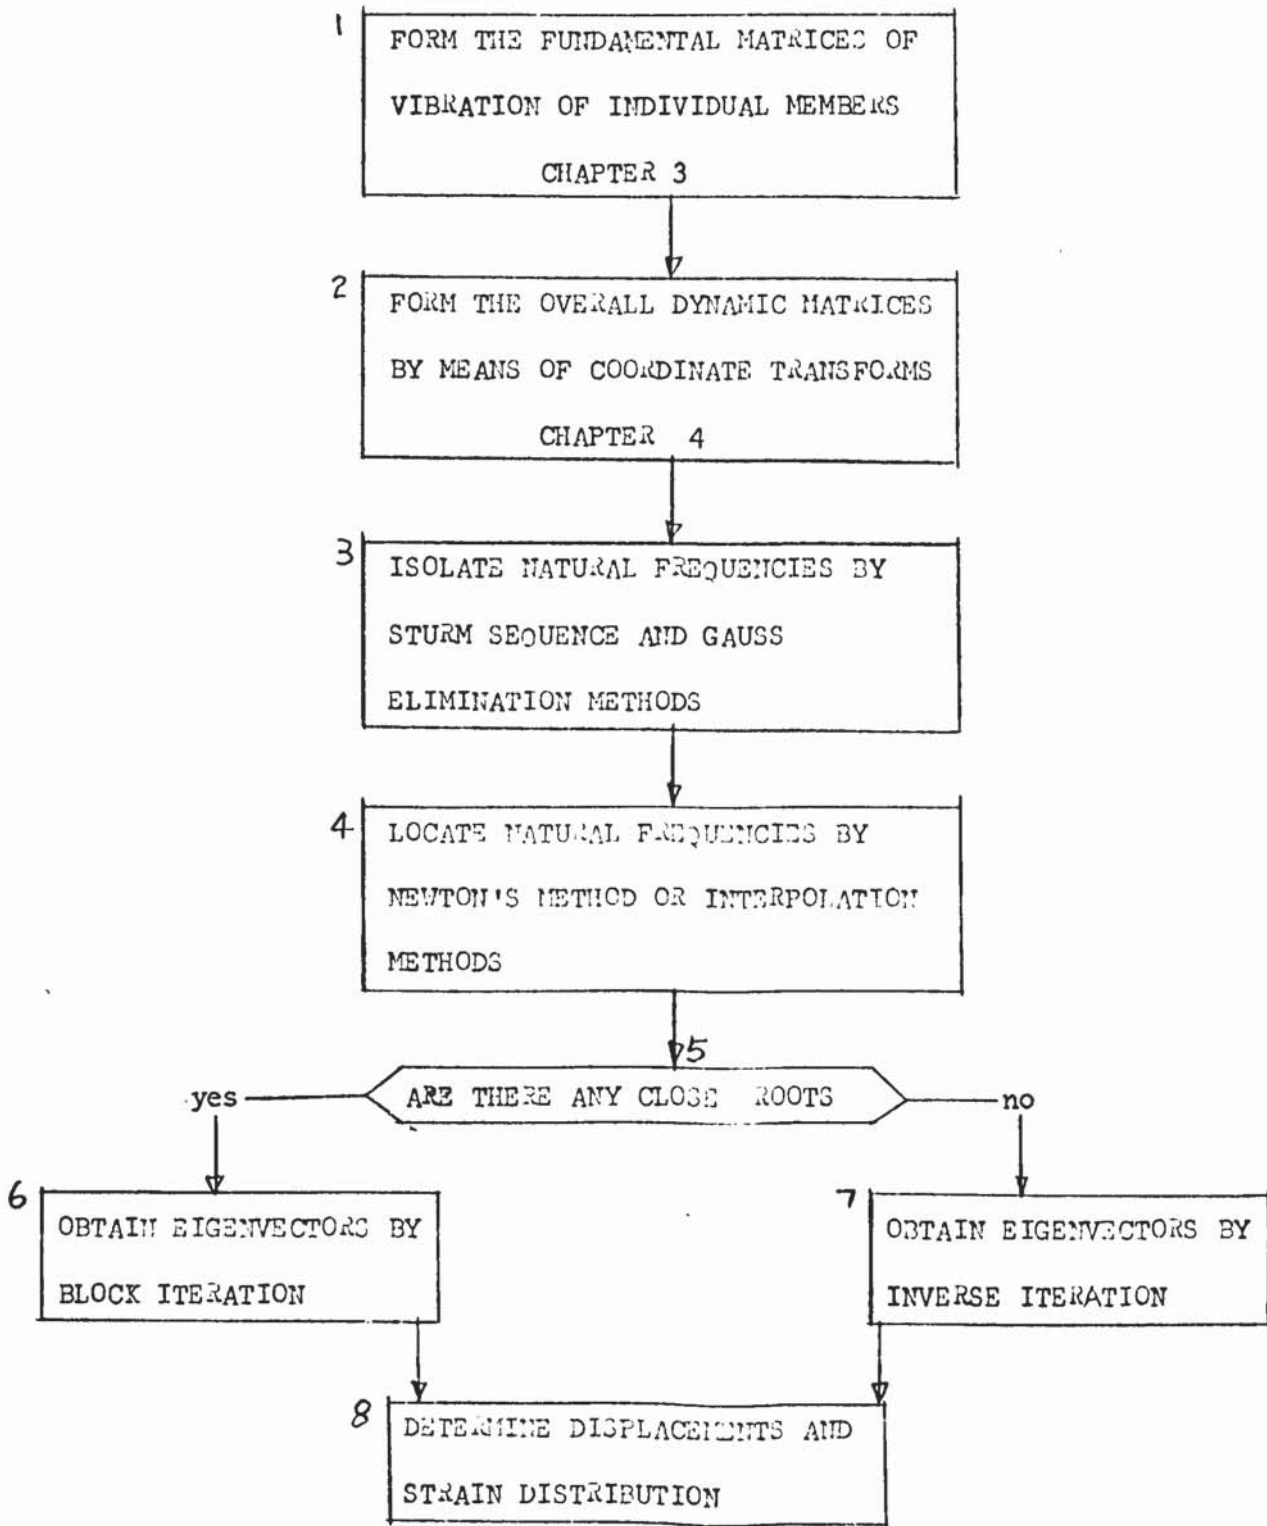 1
FORM THE FUNDAMENTAL MATRICES OF
VIBRATION OF INDIVIDUAL MEMBERS
CHAPTER 3
2
FORM THE OVERALL DYNAMIC MATRICES
BY MEANS OF COORDINATE TRANSFORMS
CHAPTER 4
3
ISOLATE NATURAL FREQUENCIES BY
STURM SEQUENCE AND GAUSS
ELIMINATION METHODS
4
LOCATE NATURAL FREQUENCIES BY
NEWTON'S METHOD OR INTERPOLATION
METHODS
5
ARE THERE ANY CLOSE ROOTS
yes
no
6
OBTAIN EIGENVECTORS BY
BLOCK ITERATION
7
OBTAIN EIGENVECTORS BY
INVERSE ITERATION
8
DETERMINE DISPLACEMENTS AND
STRAIN DISTRIBUTION